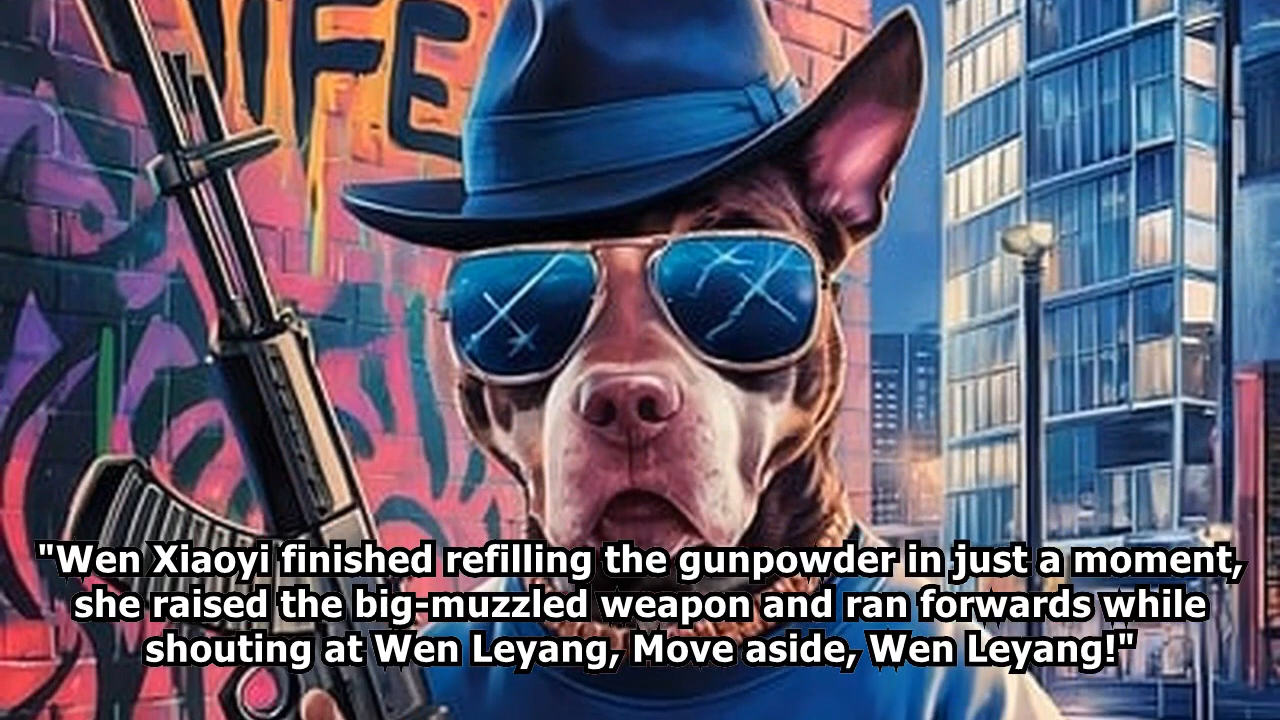 IFE
"Wen Xiaoyi finished refilling the gunpowder in just a moment,
she raised the big-muzzled weapon and ran forwards while
shouting at Wen Leyang, Move aside, Wen Leyang!"